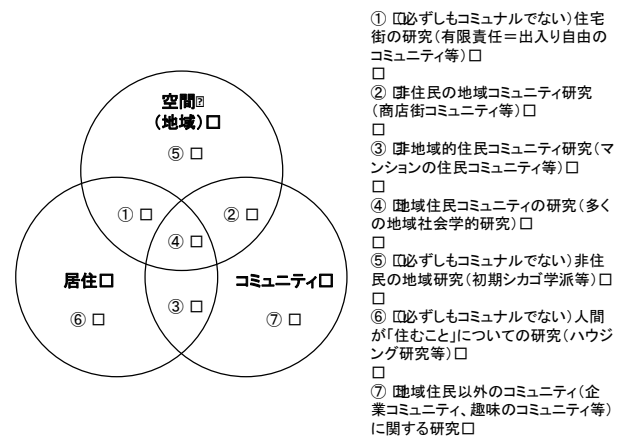 空間
(地域)□
⑤ □
① □
② □
④ □
居住□
コミュニティ□
③ □
⑥ □
⑦ □
① (必ずしもコミュナルでない)住宅
街の研究(有限責任=出入り自由の
コミュニティ等)□
□
② 非住民の地域コミュニティ研究
(商店街コミュニティ等)□
□
③ 非地域的住民コミュニティ研究(マ
ンションの住民コミュニティ等)□
□
④ 地域住民コミュニティの研究(多く
の地域社会学的研究)□
□
⑤ (必ずしもコミュナルでない)非住
民の地域研究(初期シカゴ学派等)□
□
⑥ (必ずしもコミュナルでない)人間
が「住むこと」についての研究(ハウジ
ング研究等)□
□
⑦ 地域住民以外のコミュニティ(企
業コミュニティ、趣味のコミュニティ等)
に関する研究□